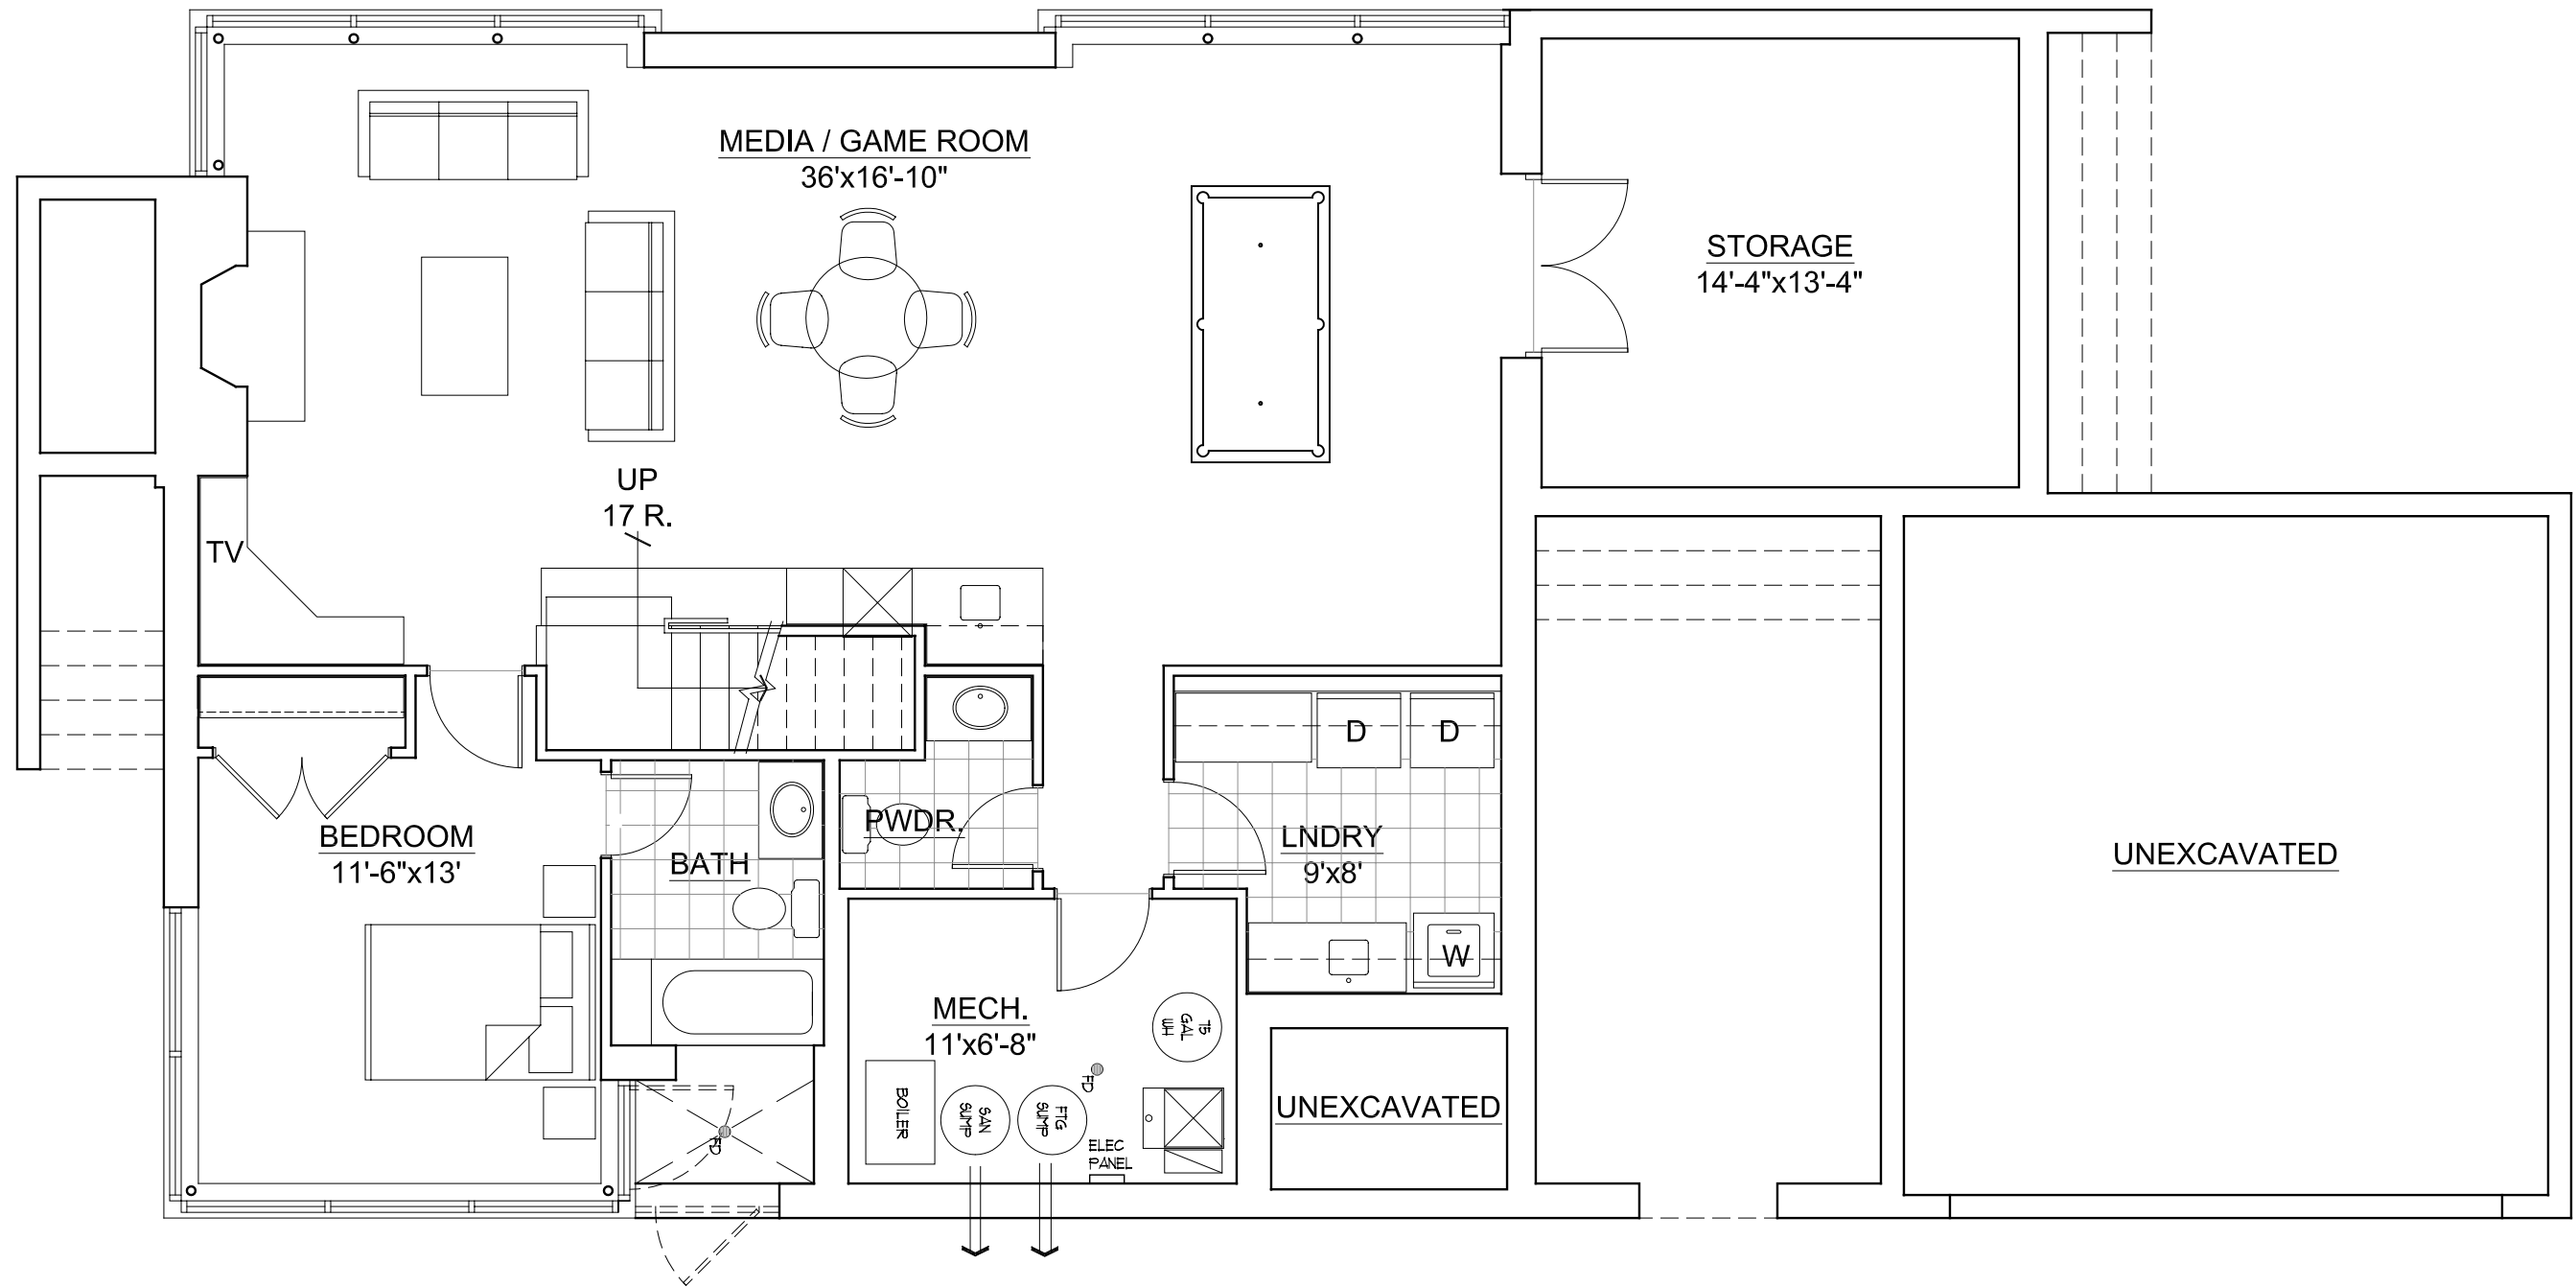 MEDIA / GAME ROOM
36'x16'-10"
STORAGE
14'-4"x13'-4"
UP
17 R.
TV
D
D
PWDR.
BEDROOM
11'-6"x13'
BATH
LNDRY
9'x8'
UNEXCAVATED
W
MECH.
11'x6'-8"
75
GAL
WH
FD
BOILER
SAN
SUMP
FTG
SUMP
UNEXCAVATED
ELEC
PANEL
FD